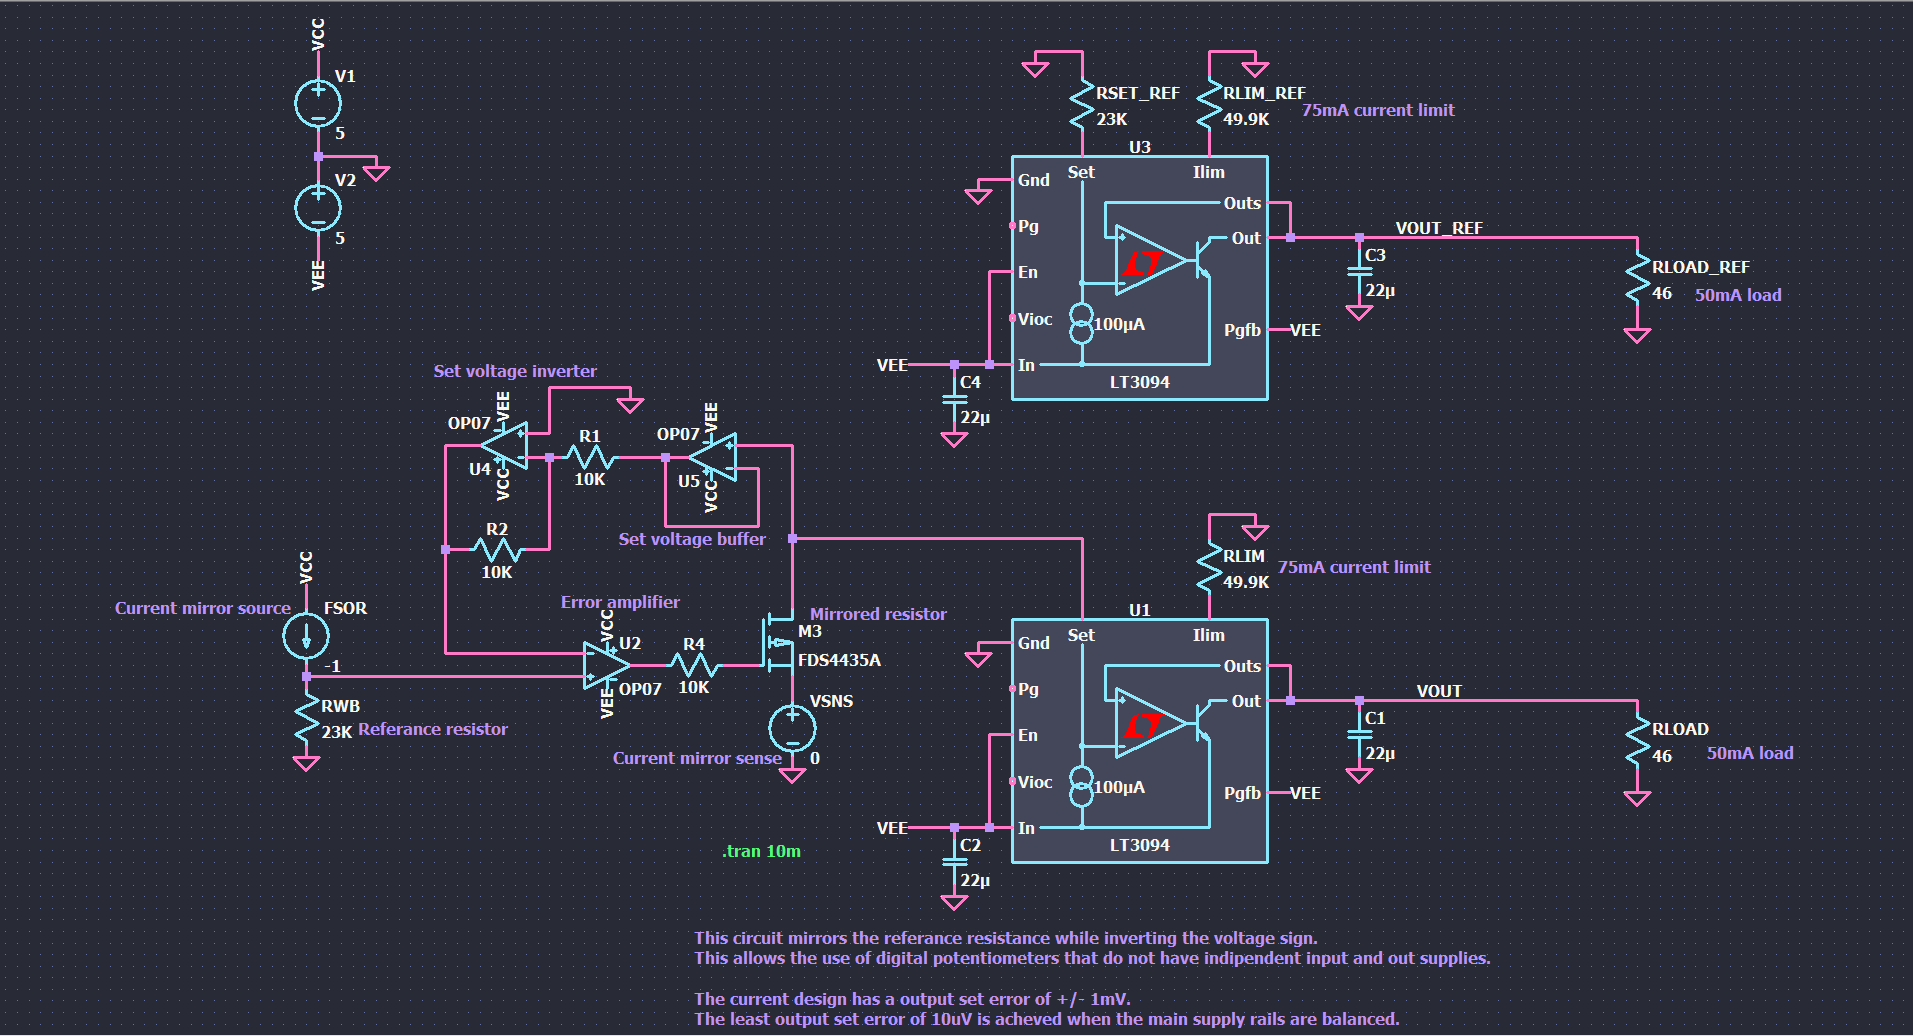 VCC
V1
5
V2
5
VEE
RSET_REF
23K
RLIM_REF
49.9K
75mA current limit
U3
Gnd
Set
Ilim
Pg
Outs
Out
En
Vioc
100µA
Pgfb
VEE
In
LT3094
VEE
C4
22µ
VOUT_REF
C3
22µ
RLOAD_REF
46
50mA load
Set voltage inverter
OP07
VEE
U4
VCC
R1
10K
OP07
VEE
U5
VCC
R2
10K
Set voltage buffer
VCC
Current mirror source
FSOR
-1
RWB
23K
Referance resistor
Error amplifier
VCC
U2
OP07
VEE
R4
10K
Mirrored resistor
M3
FDS4435A
VSNS
0
Current mirror sense
RLIM
49.9K
75mA current limit
U1
Gnd
Set
Ilim
Pg
Outs
Out
En
Vioc
100µA
Pgfb
VEE
In
LT3094
VEE
C2
22µ
VOUT
C1
22µ
RLOAD
46
50mA load
.tran 10m
This circuit mirrors the referance resistance while inverting the voltage sign.
This allows the use of digital potentiometers that do not have indipendent input and out supplies.
The current design has a output set error of +/- 1mV.
The least output set error of 10uV is acheved when the main supply rails are balanced.